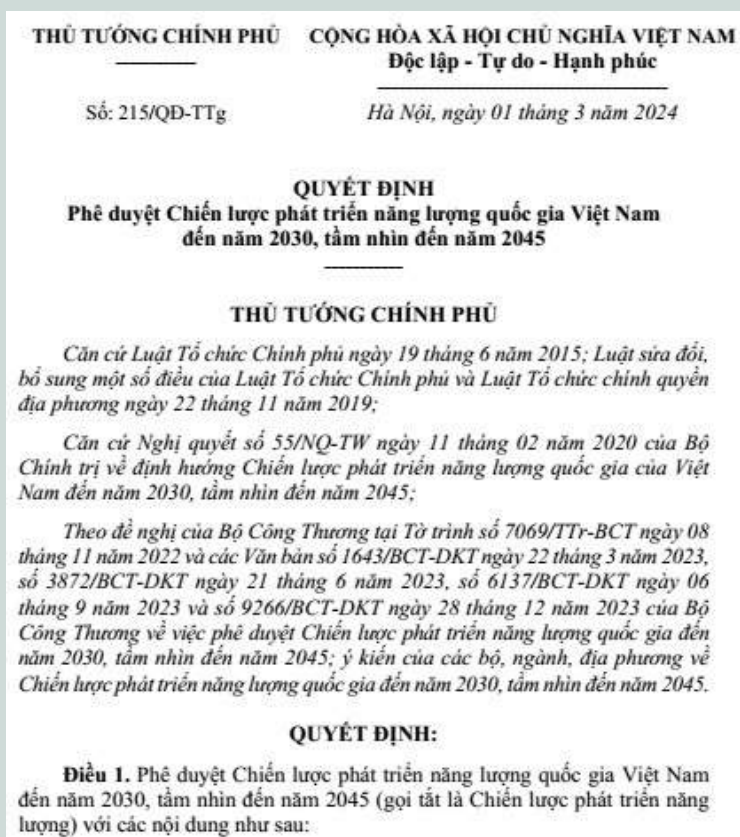 THỦ TƯỚNG CHÍNH PHỦ
CỘNG HÒA XÃ HỘI CHỦ NGHĨA VIỆT NAM
Độc lập - Tự do - Hạnh phúc
Số: 215/QĐ-TTg
Hà Nội, ngày 01 tháng 3 năm 2024
QUYẾT ĐỊNH
Phê duyệt Chiến lược phát triển năng lượng quốc gia Việt Nam
đến năm 2030, tầm nhìn đến năm 2045
THỦ TƯỚNG CHÍNH PHỦ
Căn cứ Luật Tổ chức Chính phủ ngày 19 tháng 6 năm 2015; Luật sửa đổi,
bổ sung một số điều của Luật Tổ chức Chính phủ và Luật Tổ chức chính quyền
địa phương ngày 22 tháng 11 năm 2019;
Căn cứ Nghị quyết số 55/NQ-TW ngày 11 tháng 02 năm 2020 của Bộ
Chính trị về định hướng Chiến lược phát triển năng lượng quốc gia của Việt
Nam đến năm 2030, tầm nhìn đến năm 2045;
Theo đề nghị của Bộ Công Thương tại Tờ trình số 7069/TTr-BCT ngày 08
tháng 11 năm 2022 và các Văn bản số 1643/BCT-DKT ngày 22 tháng 3 năm 2023,
số 3872/BCT-DKT ngày 21 tháng 6 năm 2023, số 6137/BCT-DKT ngày 06
tháng 9 năm 2023 và số 9266/BCT-DKT ngày 28 tháng 12 năm 2023 của Bộ
Công Thương về việc phê duyệt Chiến lược phát triển năng lượng quốc gia đến
năm 2030, tầm nhìn đến năm 2045; ý kiến của các bộ, ngành, địa phương về
Chiến lược phát triển năng lượng quốc gia đến năm 2030, tầm nhìn đến năm 2045.
QUYẾT ĐỊNH:
Điều 1. Phê duyệt Chiến lược phát triển năng lượng quốc gia Việt Nam
đến năm 2030, tầm nhìn đến năm 2045 (gọi tắt là Chiến lược phát triển năng
lượng) với các nội dung như sau: